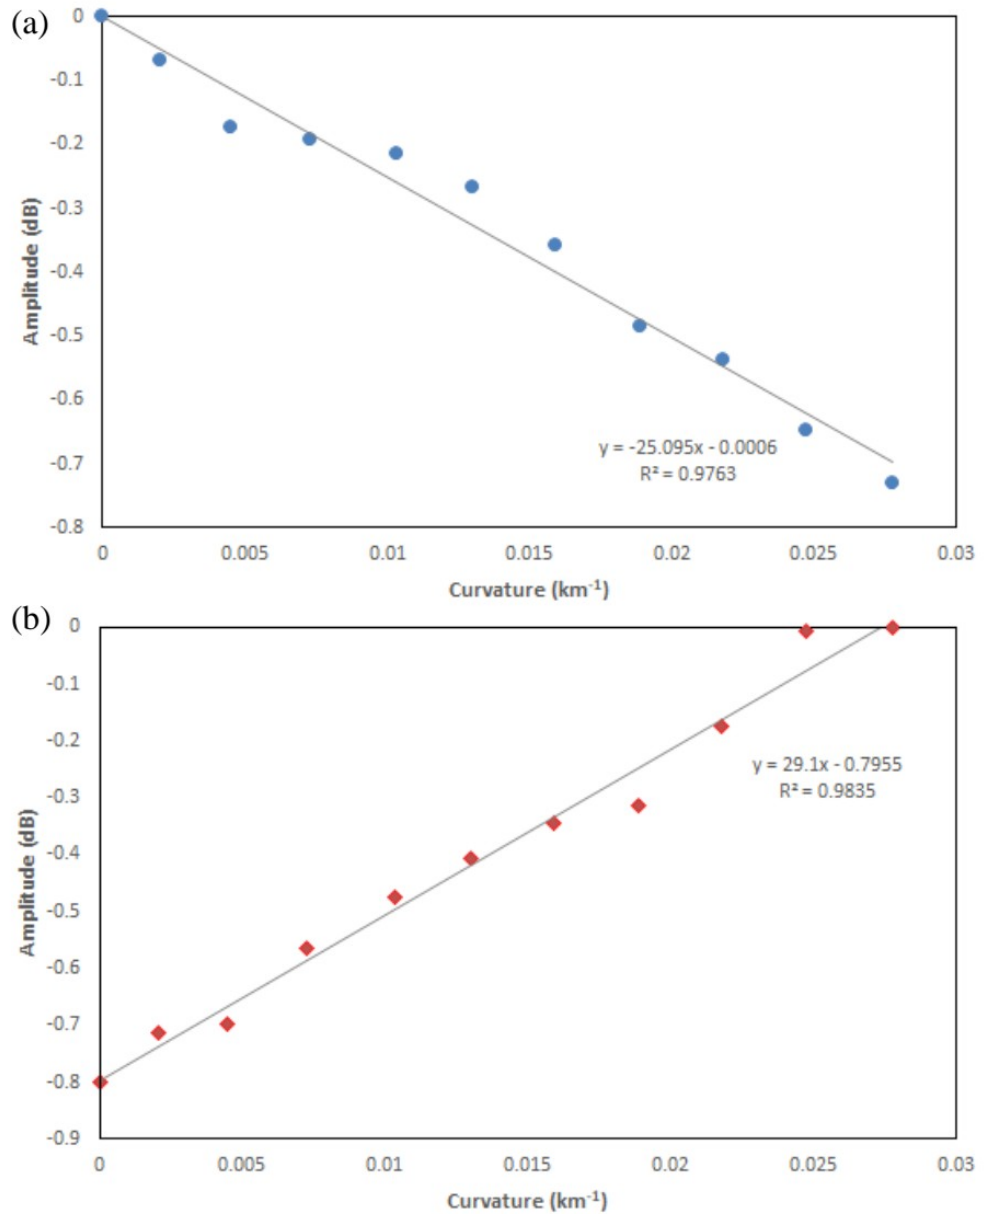 (a)
0
-0.1
-0.2
-0.3
-0.4
-0.5
-0.6
-0.7
-0.8
Amplitude (dB)
y = -25.095x - 0.0006
R² = 0.9763
0 0.005 0.01 0.015 0.02 0.025 0.03
Curvature (km⁻¹)
(b)
0
-0.1
-0.2
-0.3
-0.4
-0.5
-0.6
-0.7
-0.8
-0.9
Amplitude (dB)
y = 29.1x - 0.7955
R² = 0.9835
0 0.005 0.01 0.015 0.02 0.025 0.03
Curvature (km⁻¹)